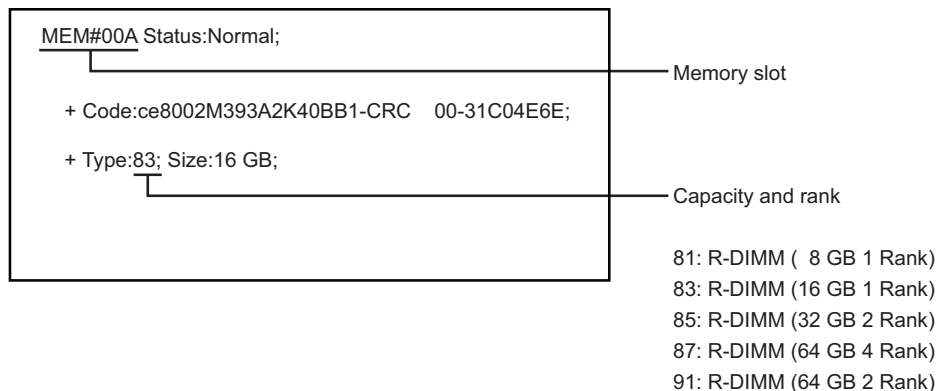 MEM#00A Status:Normal;
Memory slot
+ Code:ce8002M393A2K40BB1-CRC 00-31C04E6E;
+ Type:83; Size:16 GB;
Capacity and rank
81: R-DIMM ( 8 GB 1 Rank)
83: R-DIMM (16 GB 1 Rank)
85: R-DIMM (32 GB 2 Rank)
87: R-DIMM (64 GB 4 Rank)
91: R-DIMM (64 GB 2 Rank)